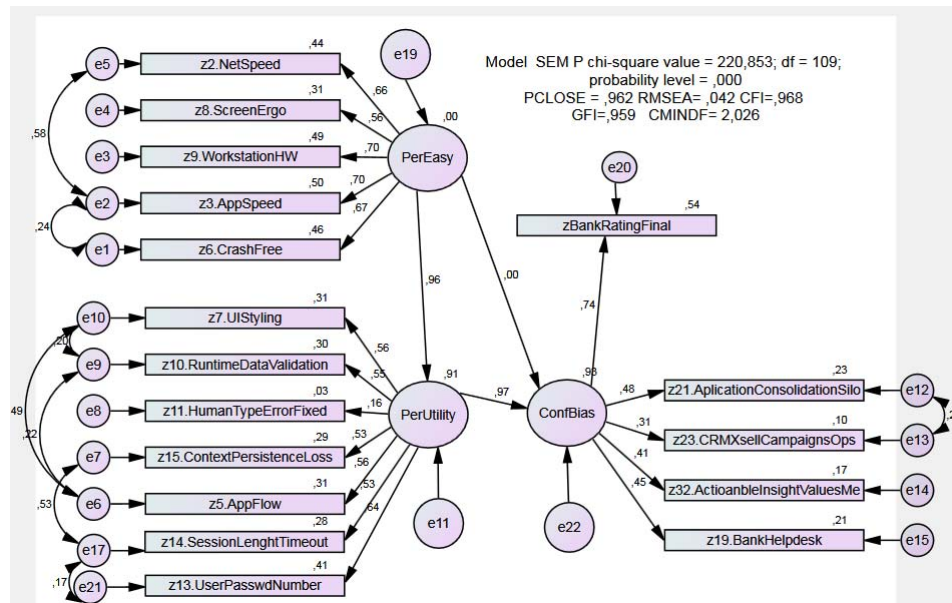 Model SEM P chi-square value = 220,853; df = 109;
probability level = ,000
PCLOSE = ,962 RMSEA= ,042 CFI=,968
GFI=,959 CMINDF= 2,026
e19
,00
PerEasy
e5
,44
z2.NetSpeed
,66
e4
,31
z8.ScreenErgo
,56
e3
,49
z9.WorkstationHW
,70
,58
e2
,50
z3.AppSpeed
,70
,24
e1
,46
z6.CrashFree
,67
e20
,54
zBankRatingFinal
,96
,00
,74
e10
,31
z7.UIStyling
,56
,20
e9
,30
z10.RuntimeDataValidation
,55
e8
,03
z11.HumanTypeErrorFixed
,16
49
,22
e7
,29
z15.ContextPersistenceLoss
,53
e6
,31
z5.AppFlow
,56
,53
e17
,28
z14.SessionLenghtTimeout
,53
,17
e21
,41
z13.UserPasswdNumber
,64
,91
PerUtility
e11
,97
,93
ConfBias
e22
,48
,23
z21.AplicationConsolidationSilo
e12
,31
,10
z23.CRMXsellCampaignsOps
e13
,41
,17
z32.ActioanbleInsightValuesMe
e14
,45
,21
z19.BankHelpdesk
e15